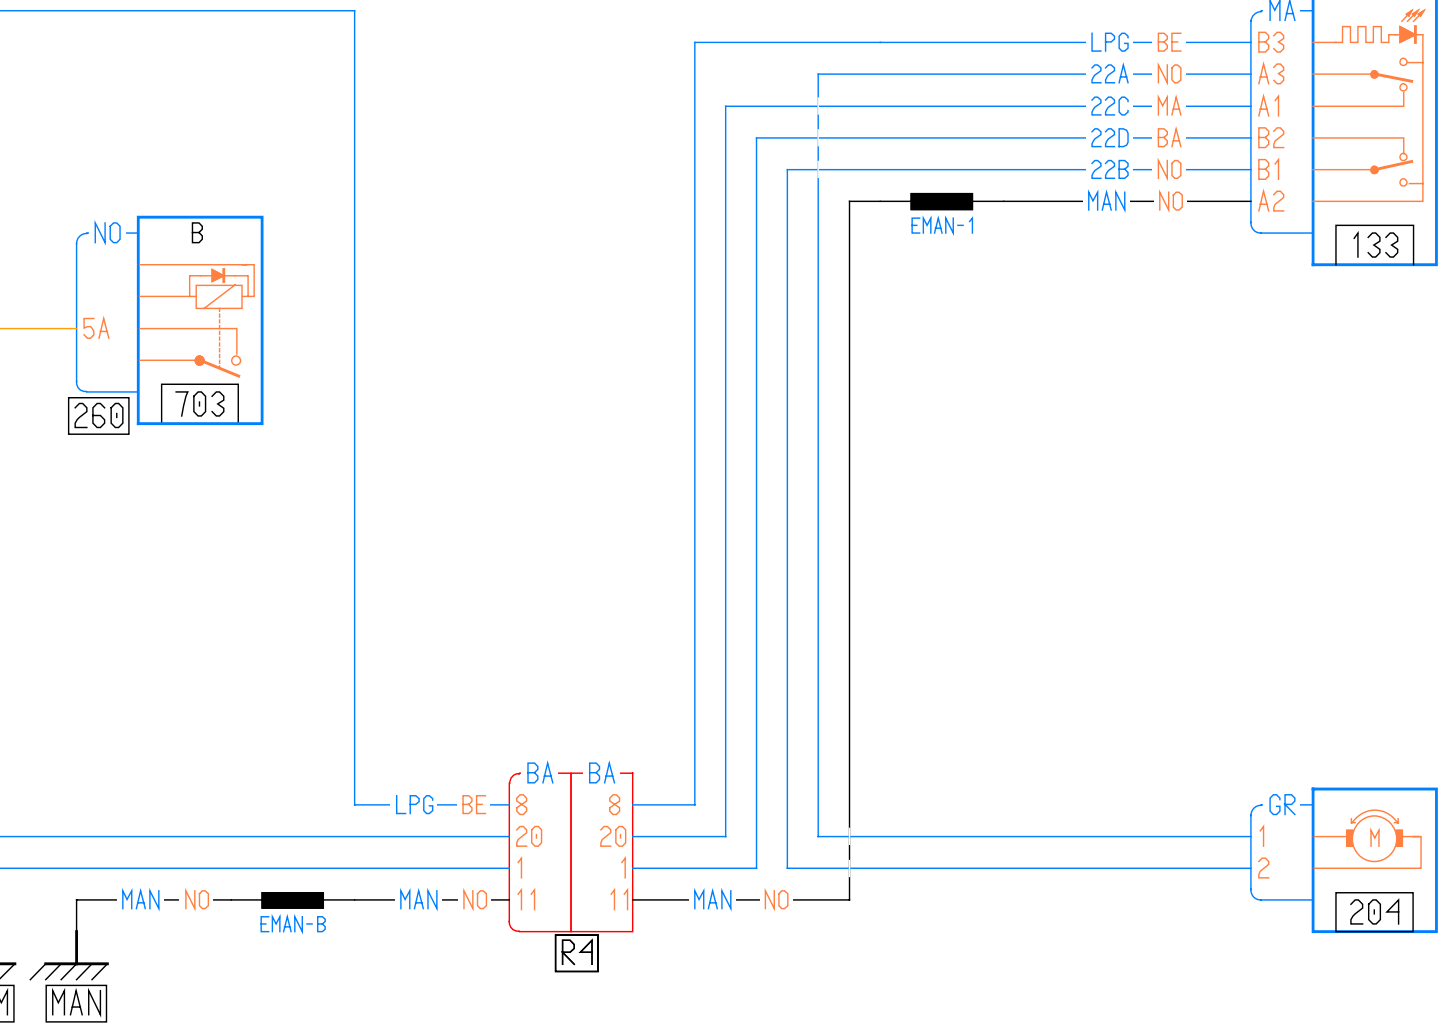 MA
LPG BE B3
22A NO A3
22C MA A1
22D BA B2
22B NO B1
MAN NO A2
EMAN-1
133
NO B
5A
703
260
BA BA
LPG BE 8 8
20 20
1 1
MAN NO MAN NO 11 11 MAN NO
EMAN-B
R4
GR
1 M
2
204
M MAN